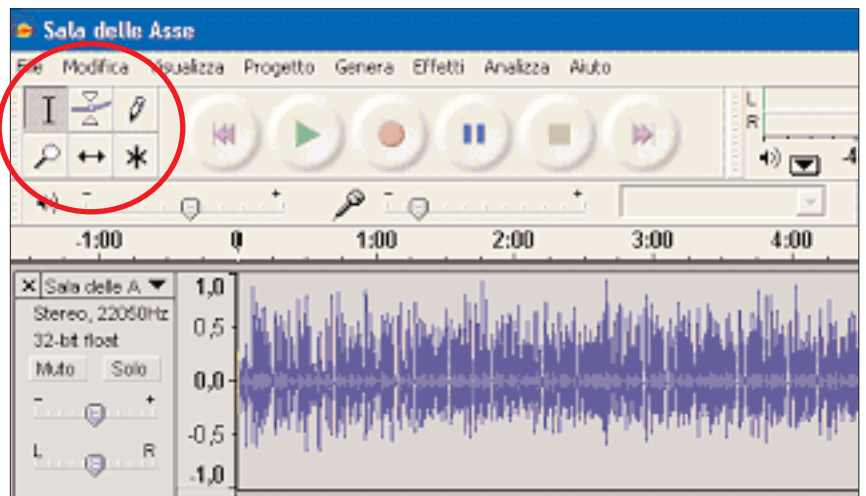 Sala delle Asse
File Modifica Visualizza Progetto Genera Effetti Analizza Aiuto
L
R
-4
- + - +
-1:00 0 1:00 2:00 3:00 4:00
X Sala delle A
Stereo, 22050Hz
32-bit float
Muto Solo
- +
L R
1,0
0,5
0,0
-0,5
-1,0